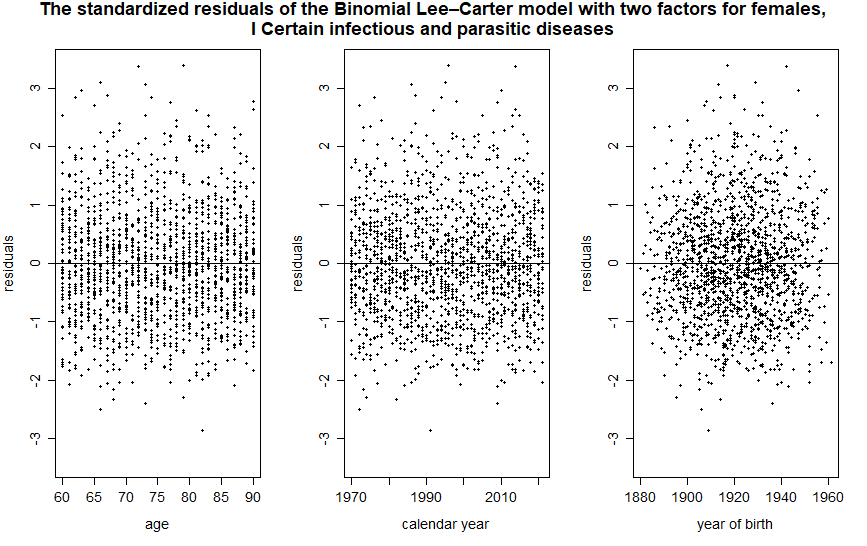 The standardized residuals of the Binomial Lee–Carter model with two factors for females,
I Certain infectious and parasitic diseases
residuals
3
2
1
0
-1
-2
-3
60 65 70 75 80 85 90
age
residuals
3
2
1
0
-1
-2
-3
1970 1990 2010
calendar year
residuals
3
2
1
0
-1
-2
-3
1880 1900 1920 1940 1960
year of birth